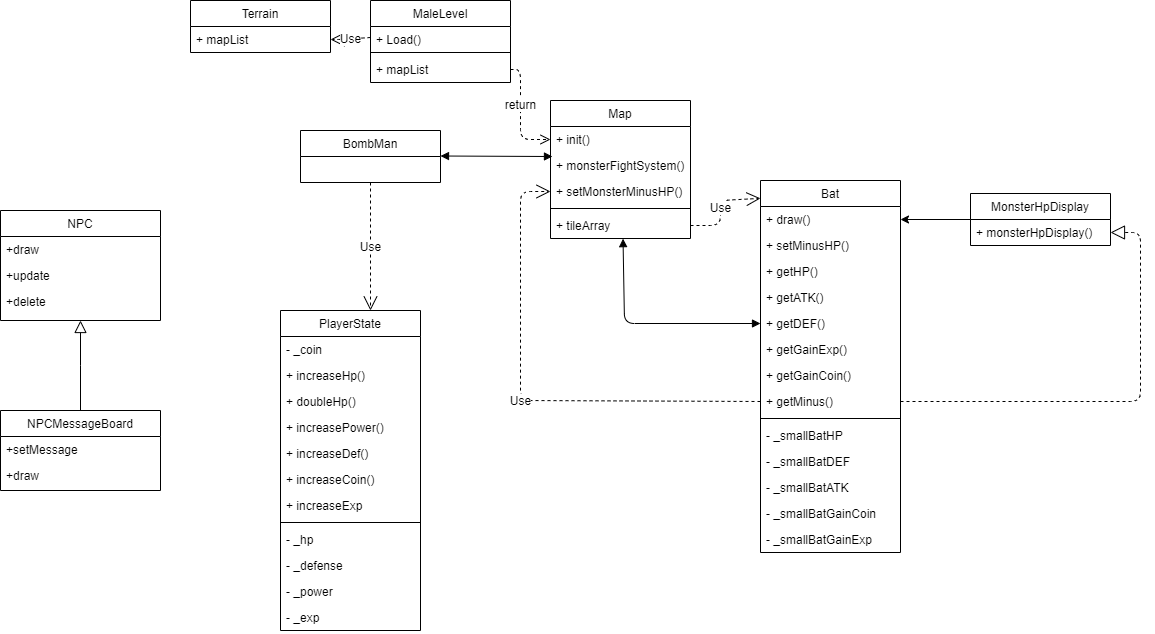 Terrain
+ mapList
Use
MaleLevel
+ Load()
+ mapList
return
Map
+ init()
+ monsterFightSystem()
+ setMonsterMinusHP()
+ tileArray
BombMan
Use
Use
Bat
+ draw()
+ setMinusHP()
+ getHP()
+ getATK()
+ getDEF()
+ getGainExp()
+ getGainCoin()
+ getMinus()
- _smallBatHP
- _smallBatDEF
- _smallBatATK
- _smallBatGainCoin
- _smallBatGainExp
MonsterHpDisplay
+ monsterHpDisplay()
Use
NPC
+draw
+update
+delete
NPCMessageBoard
+setMessage
+draw
PlayerState
- _coin
+ increaseHp()
+ doubleHp()
+ increasePower()
+ increaseDef()
+ increaseCoin()
+ increaseExp
- _hp
- _defense
- _power
- _exp